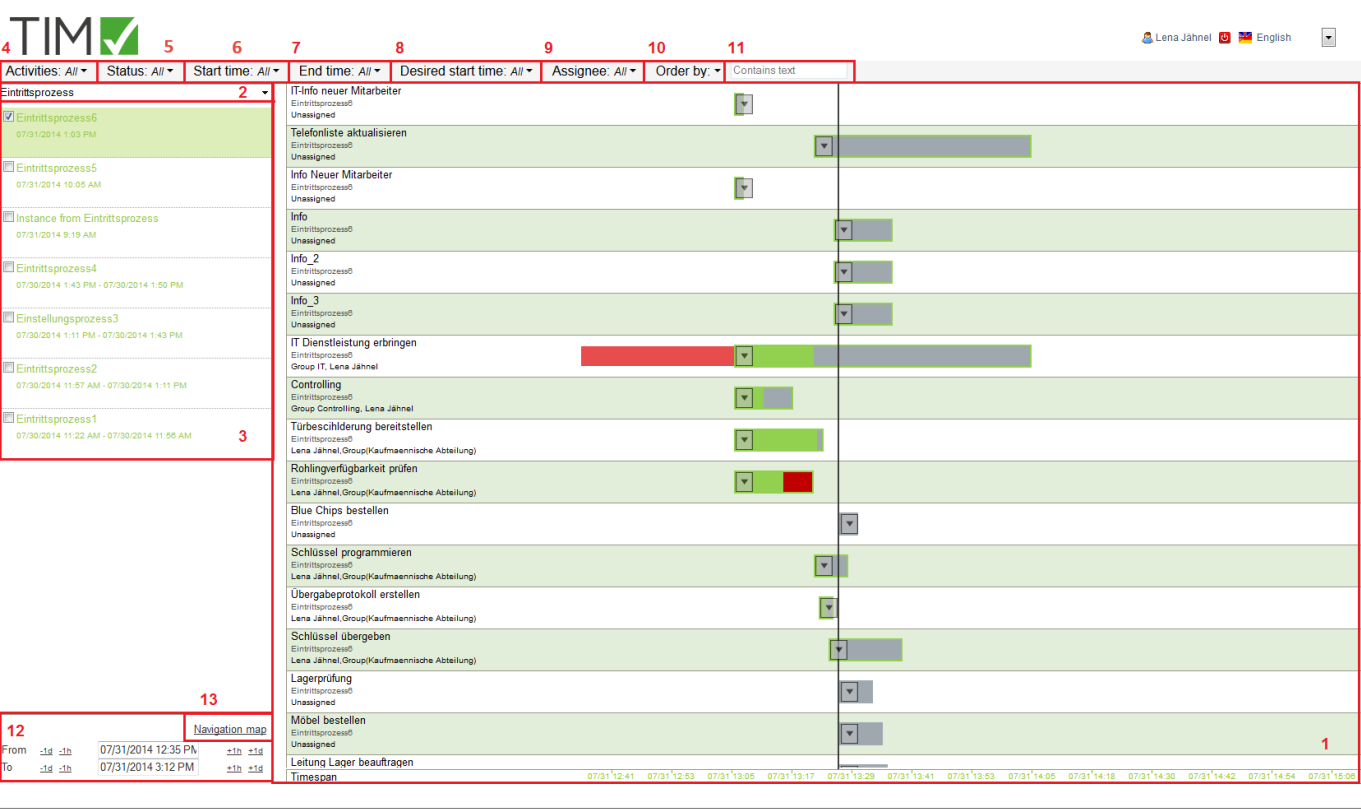 TIM
Lena Jähnel English
4 5 6 7 8 9 10 11
Activities: All Status: All Start time: All End time: All Desired start time: All Assignee: All Order by: Contains text
Eintrittsprozess 2
Eintrittsprozess6
07/31/2014 1:03 PM
Eintrittsprozess5
07/31/2014 10:05 AM
Instance from Eintrittsprozess
07/31/2014 9:19 AM
Eintrittsprozess4
07/30/2014 1:43 PM - 07/30/2014 1:50 PM
Einstellungsprozess3
07/30/2014 1:11 PM - 07/30/2014 1:43 PM
Eintrittsprozess2
07/30/2014 11:57 AM - 07/30/2014 1:11 PM
Eintrittsprozess1
07/30/2014 11:22 AM - 07/30/2014 11:56 AM
3
IT-Info neuer Mitarbeiter
Eintrittsprozess6
Unassigned
Telefonliste aktualisieren
Eintrittsprozess6
Unassigned
Info Neuer Mitarbeiter
Eintrittsprozess6
Unassigned
Info
Eintrittsprozess6
Unassigned
Info_2
Eintrittsprozess6
Unassigned
Info_3
Eintrittsprozess6
Unassigned
IT Dienstleistung erbringen
Eintrittsprozess6
Group IT, Lena Jähnel
Controlling
Eintrittsprozess6
Group Controlling, Lena Jähnel
Türbescihlderung bereitstellen
Eintrittsprozess6
Lena Jähnel,Group(Kaufmaennische Abteilung)
Rohlingverfügbarkeit prüfen
Eintrittsprozess6
Lena Jähnel,Group(Kaufmaennische Abteilung)
Blue Chips bestellen
Eintrittsprozess6
Unassigned
Schlüssel programmieren
Eintrittsprozess6
Lena Jähnel,Group(Kaufmaennische Abteilung)
Übergabeprotokoll erstellen
Eintrittsprozess6
Lena Jähnel,Group(Kaufmaennische Abteilung)
Schlüssel übergeben
Eintrittsprozess6
Lena Jähnel,Group(Kaufmaennische Abteilung)
Lagerprüfung
Eintrittsprozess6
Unassigned
Möbel bestellen
Eintrittsprozess6
Unassigned
1
Leitung Lager beauftragen
Timespan 07/31 12:41 07/31 12:53 07/31 13:05 07/31 13:17 07/31 13:29 07/31 13:41 07/31 13:53 07/31 14:05 07/31 14:18 07/31 14:30 07/31 14:42 07/31 14:54 07/31 15:06
13
12 Navigation map
From -1d -1h 07/31/2014 12:35 PM +1h +1d
To -1d -1h 07/31/2014 3:12 PM +1h +1d